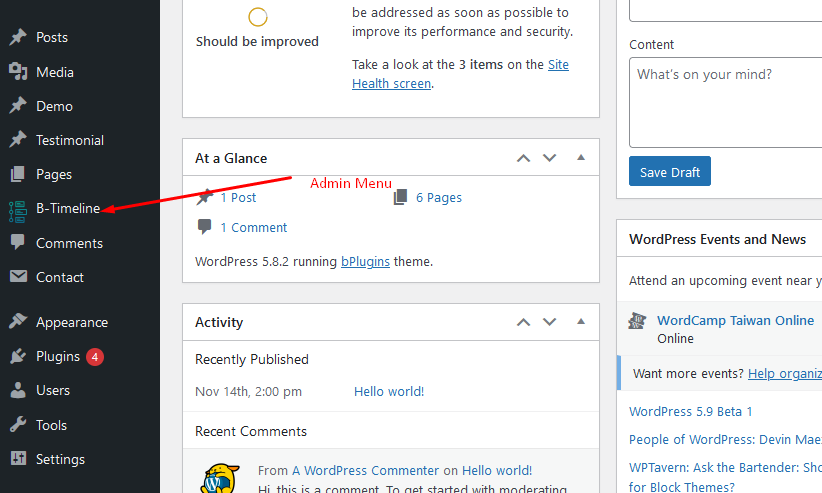 Posts
Media
Demo
Testimonial
Pages
B-Timeline
Comments
Contact
Appearance
Plugins 4
Users
Tools
Settings
Should be improved
be addressed as soon as possible to
improve its performance and security.
Take a look at the 3 items on the Site
Health screen.
At a Glance
Admin Menu
1 Post
6 Pages
1 Comment
WordPress 5.8.2 running bPlugins theme.
Activity
Recently Published
Nov 14th, 2:00 pm Hello world!
Recent Comments
From A WordPress Commenter on Hello world!
Hi, this is a comment. To get started with moderating,
Content
What's on your mind?
Save Draft
WordPress Events and News
Attend an upcoming event near y
WordCamp Taiwan Online
Online
Want more events? Help organiz
WordPress 5.9 Beta 1
People of WordPress: Devin Mae
WPTavern: Ask the Bartender: Sho
for Block Themes?